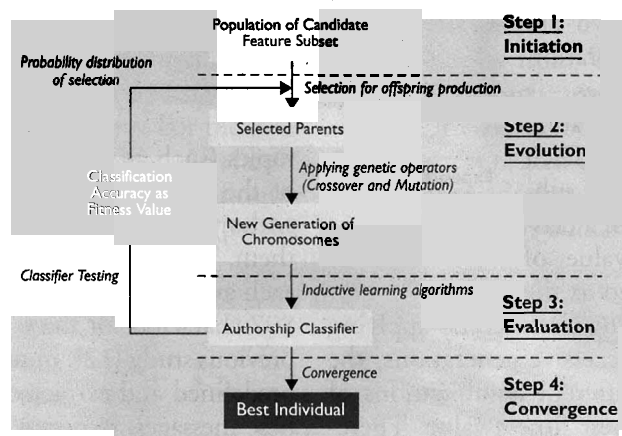 Population of Candidate
Feature Subset
Step 1:
Initiation
Probability distribution
of selection
Selection for offspring production
Selected Parents
Step 2:
Evolution
Applying genetic operators
(Crossover and Mutation)
Classification
Accuracy as
Fitness Value
New Generation of
Chromosomes
Classifier Testing
Inductive learning algorithms
Step 3:
Evaluation
Authorship Classifier
Convergence
Step 4:
Convergence
Best Individual